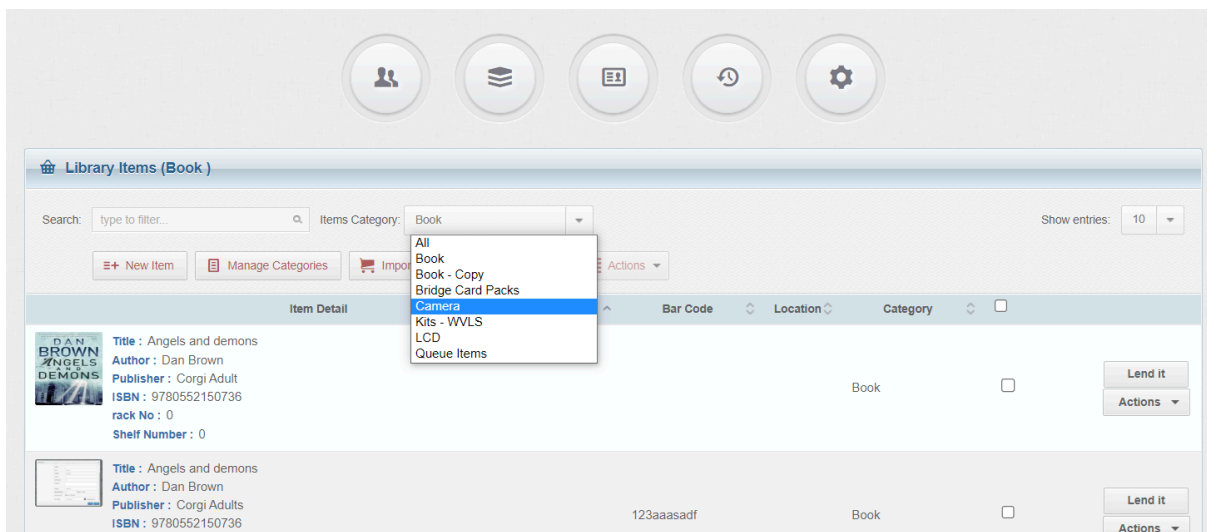 Library Items (Book )
Search: type to filter... Items Category: Book Show entries: 10
All
Book
Book - Copy
Bridge Card Packs
Camera
Kits - WVLS
LCD
Queue Items
New Item Manage Categories Impor Actions
Item Detail Bar Code Location Category
DAN
BROWN
ANGELS
AND
DEMONS
Title : Angels and demons
Author : Dan Brown
Publisher : Corgi Adult
ISBN : 9780552150736
rack No : 0
Shelf Number : 0
Book
Lend it
Actions
Title : Angels and demons
Author : Dan Brown
Publisher : Corgi Adults
ISBN : 9780552150736
123aaasadf
Book
Lend it
Actions